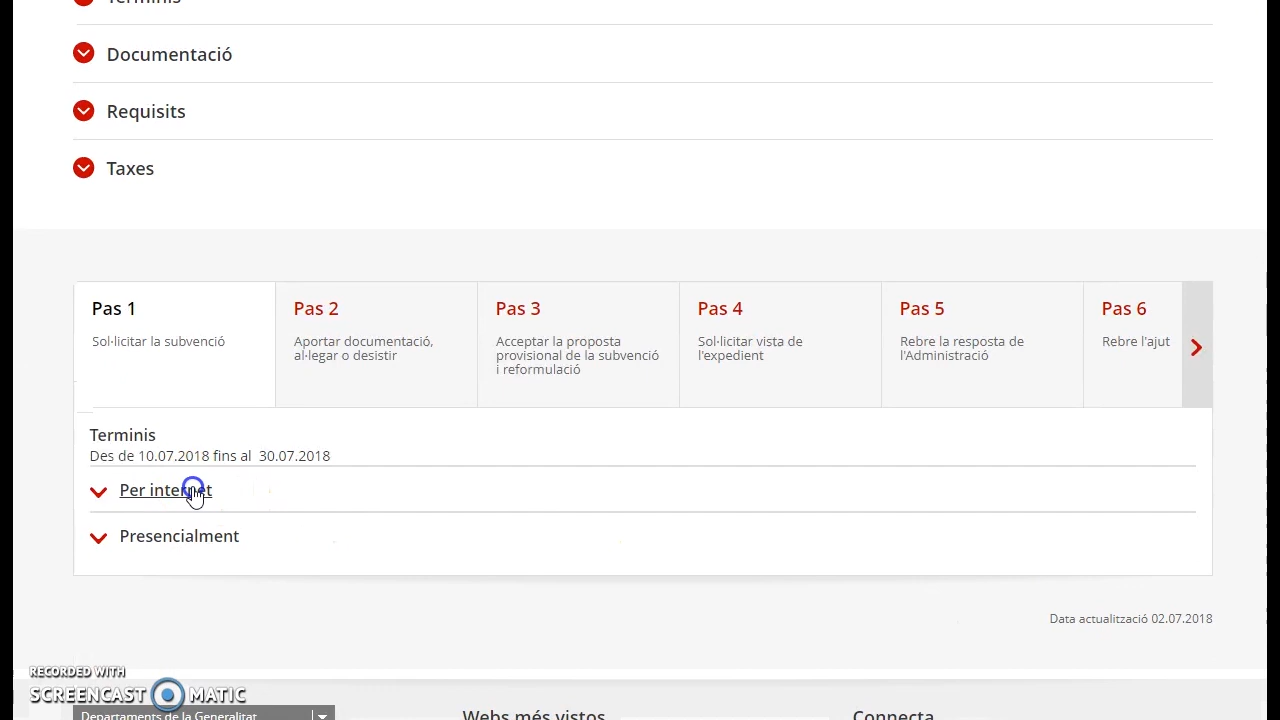 Terminis
Documentació
Requisits
Taxes
Pas 1
Sol·licitar la subvenció
Pas 2
Aportar documentació,
al·legar o desistir
Pas 3
Acceptar la proposta
provisional de la subvenció
i reformulació
Pas 4
Sol·licitar vista de
l'expedient
Pas 5
Rebre la resposta de
l'Administració
Pas 6
Rebre l'ajut
Terminis
Des de 10.07.2018 fins al 30.07.2018
Per internet
Presencialment
Data actualització 02.07.2018
RECORDED WITH
SCREENCAST MATIC
Departaments de la Generalitat
Webs més vistos
Connecta